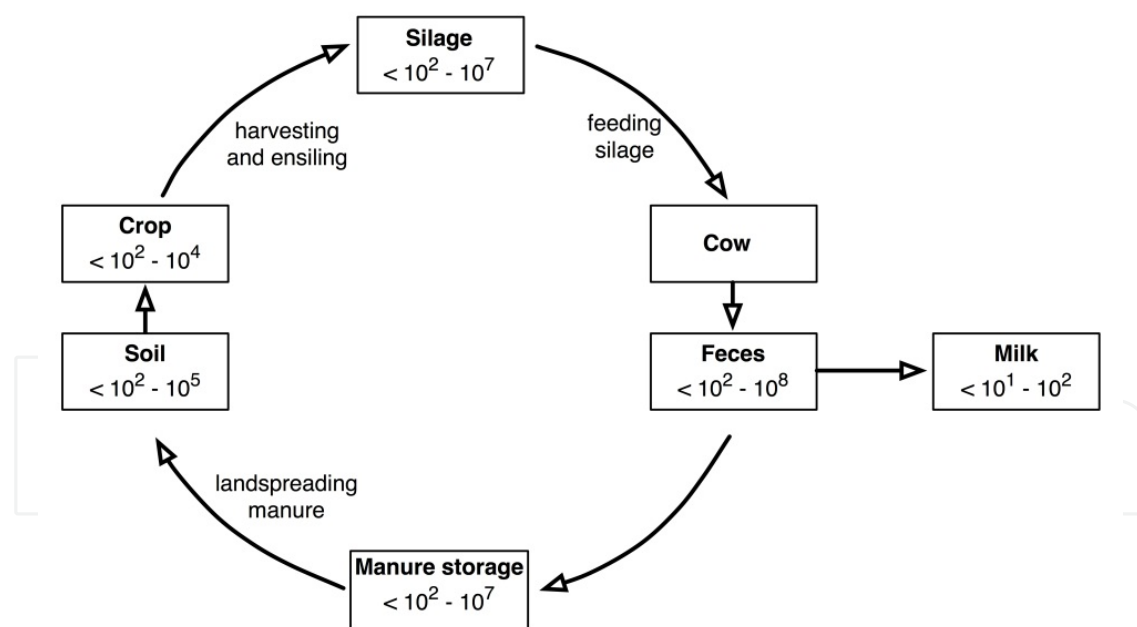 Silage
< 10² - 10⁷
harvesting
and ensiling
feeding
silage
Crop
< 10² - 10⁴
Cow
Soil
< 10² - 10⁵
Feces
< 10² - 10⁸
Milk
< 10¹ - 10²
landspreading
manure
Manure storage
< 10² - 10⁷